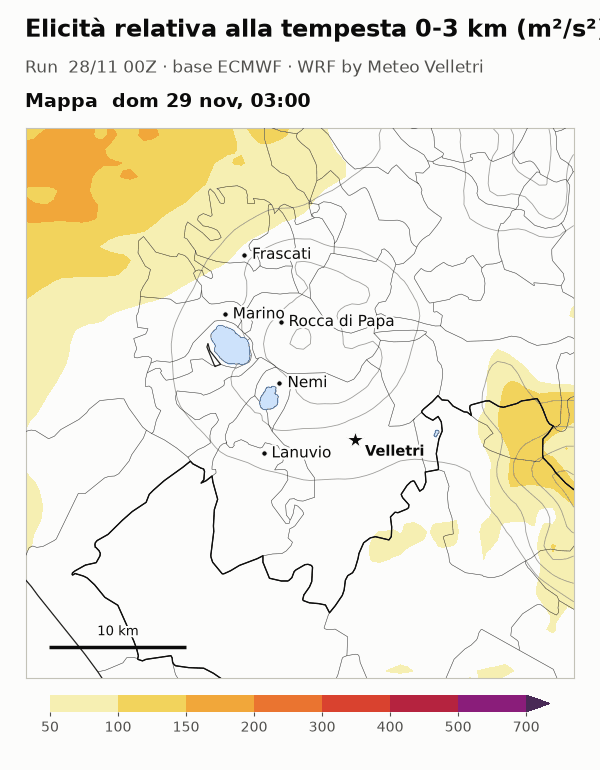 Elicità relativa alla tempesta 0-3 km (m²/s²)
Run 28/11 00Z · base ECMWF · WRF by Meteo Velletri
Mappa dom 29 nov, 03:00
Frascati
Marino
Rocca di Papa
Nemi
Velletri
Lanuvio
10 km
50 100 150 200 300 400 500 700